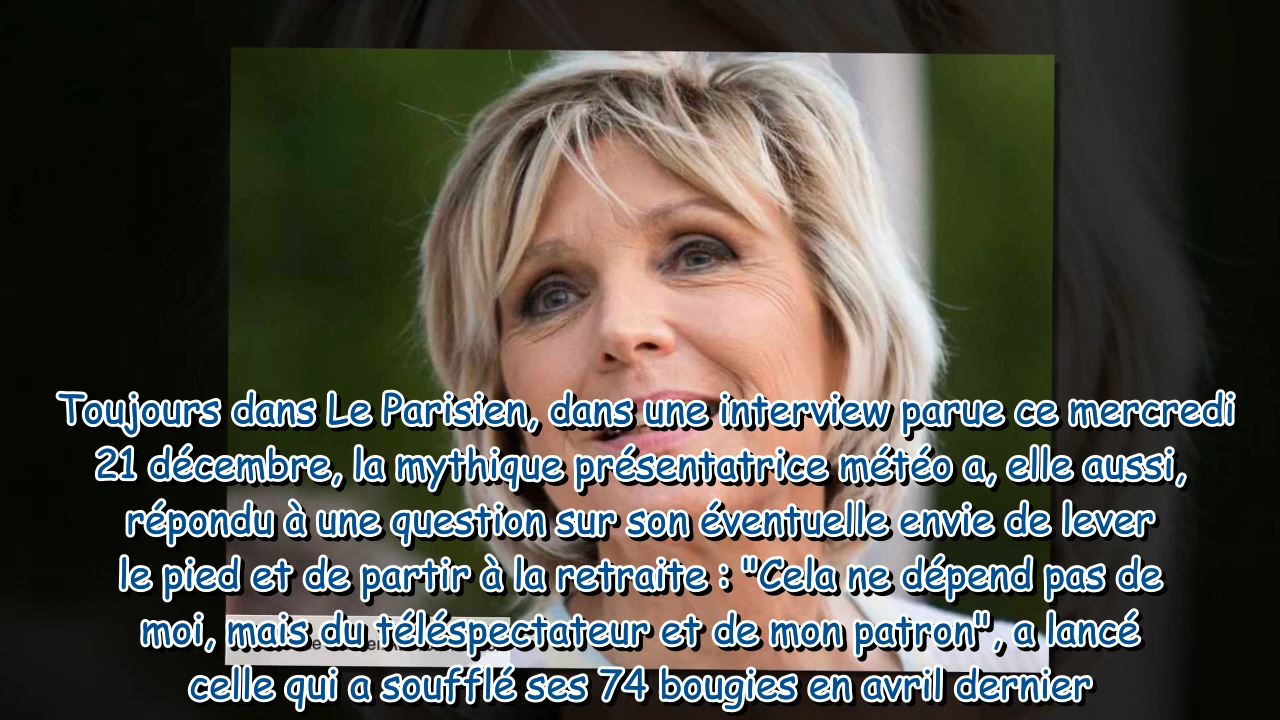 Toujours dans Le Parisien, dans une interview parue ce mercredi
21 décembre, la mythique présentatrice météo a, elle aussi,
répondu à une question sur son éventuelle envie de lever
le pied et de partir à la retraite : "Cela ne dépend pas de
moi, mais du téléspectateur et de mon patron", a lancé
celle qui a soufflé ses 74 bougies en avril dernier